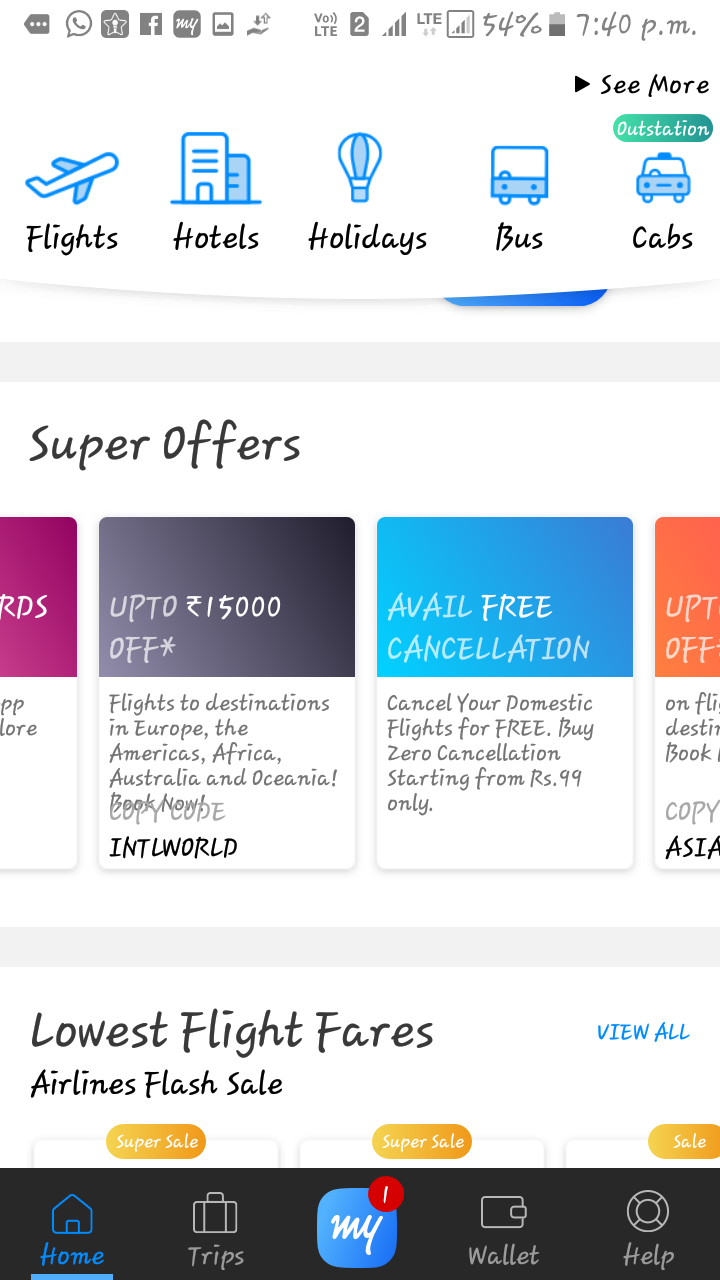 my Vo)) LTE 2 LTE 54% 7:40 p.m.
See More
Outstation
Flights Hotels Holidays Bus Cabs
Super Offers
RDS
pp
lore
UPTO ₹15000
OFF*
Flights to destinations
in Europe, the
Americas, Africa,
Australia and Oceania!
Book Now!
COPY CODE
INTLWORLD
AVAIL FREE
CANCELLATION
Cancel Your Domestic
Flights for FREE. Buy
Zero Cancellation
Starting from Rs.99
only.
UPT
OFF*
on fli
destin
Book
COPY
ASIA
Lowest Flight Fares VIEW ALL
Airlines Flash Sale
Super Sale Super Sale Sale
my 1
Home Trips Wallet Help